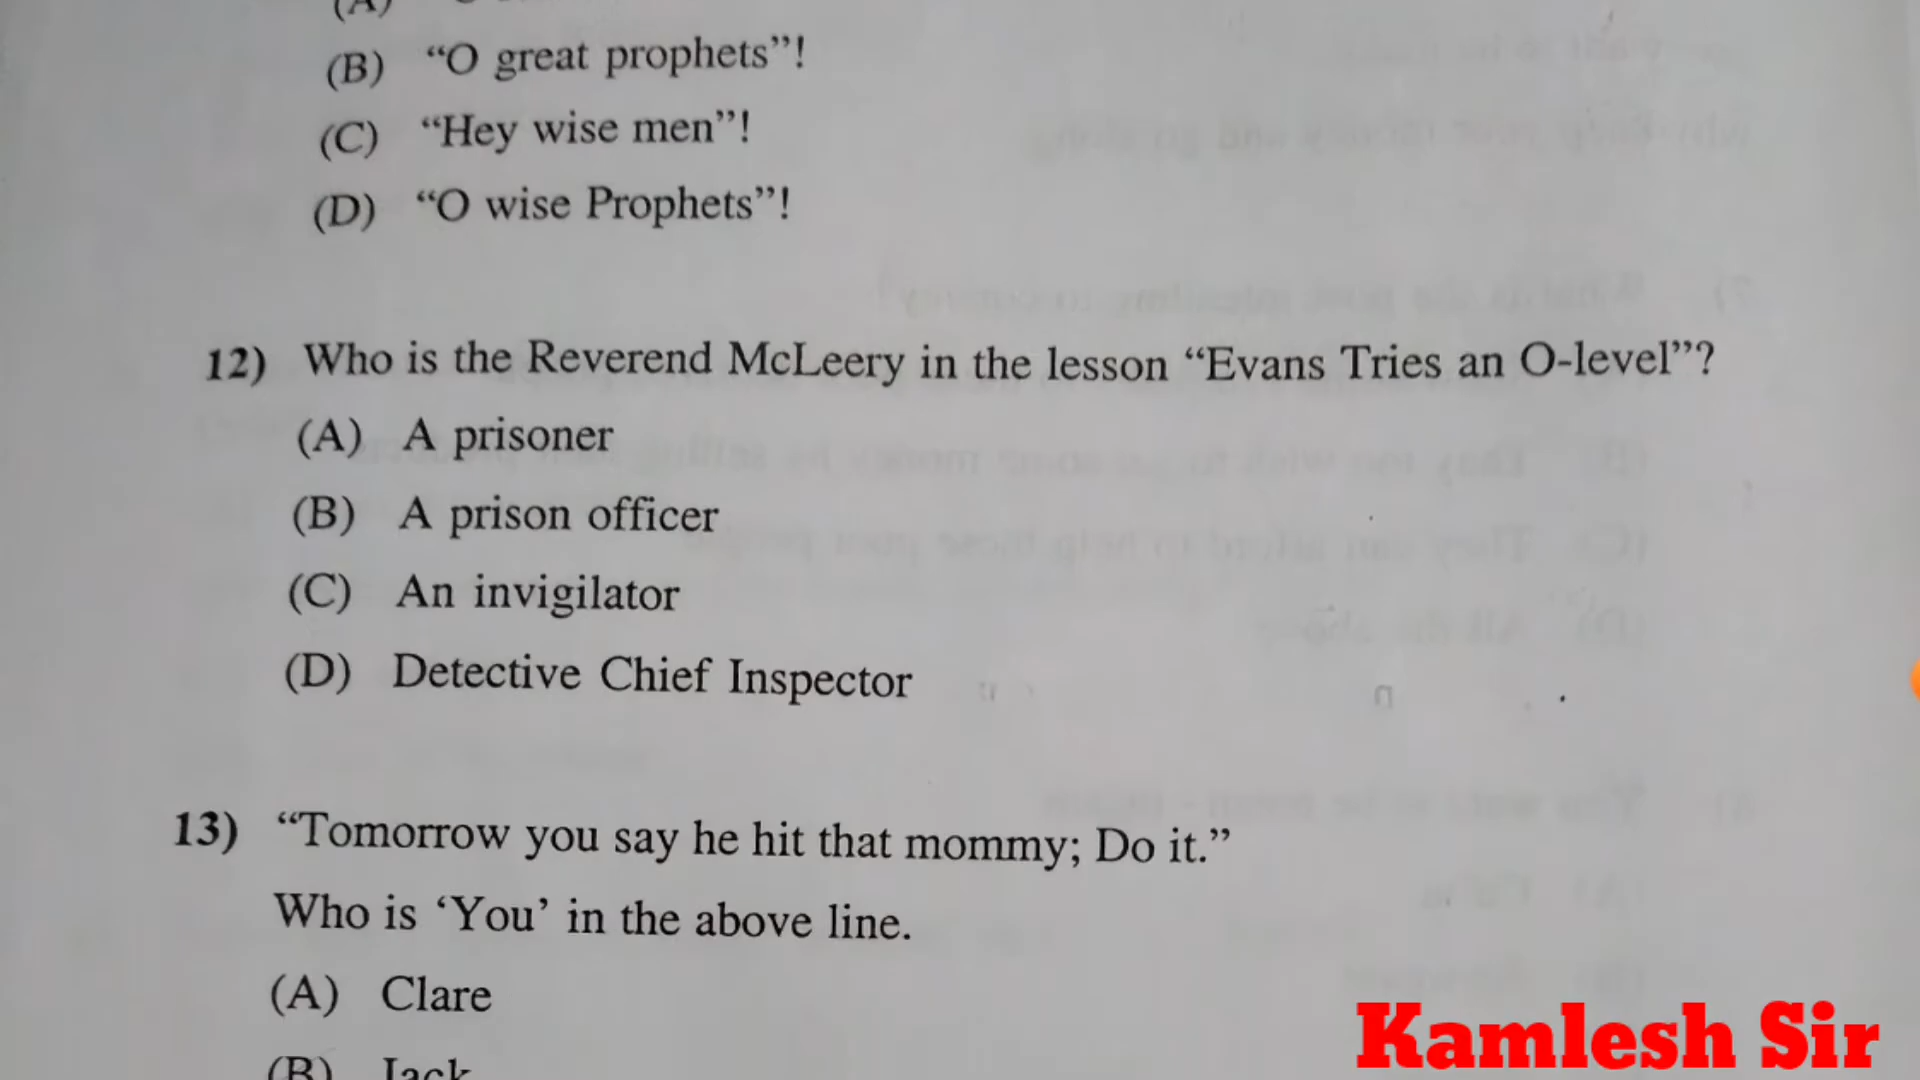 (A)
(B) “O great prophets”!
(C) “Hey wise men”!
(D) “O wise Prophets”!
12) Who is the Reverend McLeery in the lesson “Evans Tries an O-level”?
(A) A prisoner
(B) A prison officer
(C) An invigilator
(D) Detective Chief Inspector
13) “Tomorrow you say he hit that mommy; Do it.”
Who is ‘You’ in the above line.
(A) Clare
(B) Jack
Kamlesh Sir